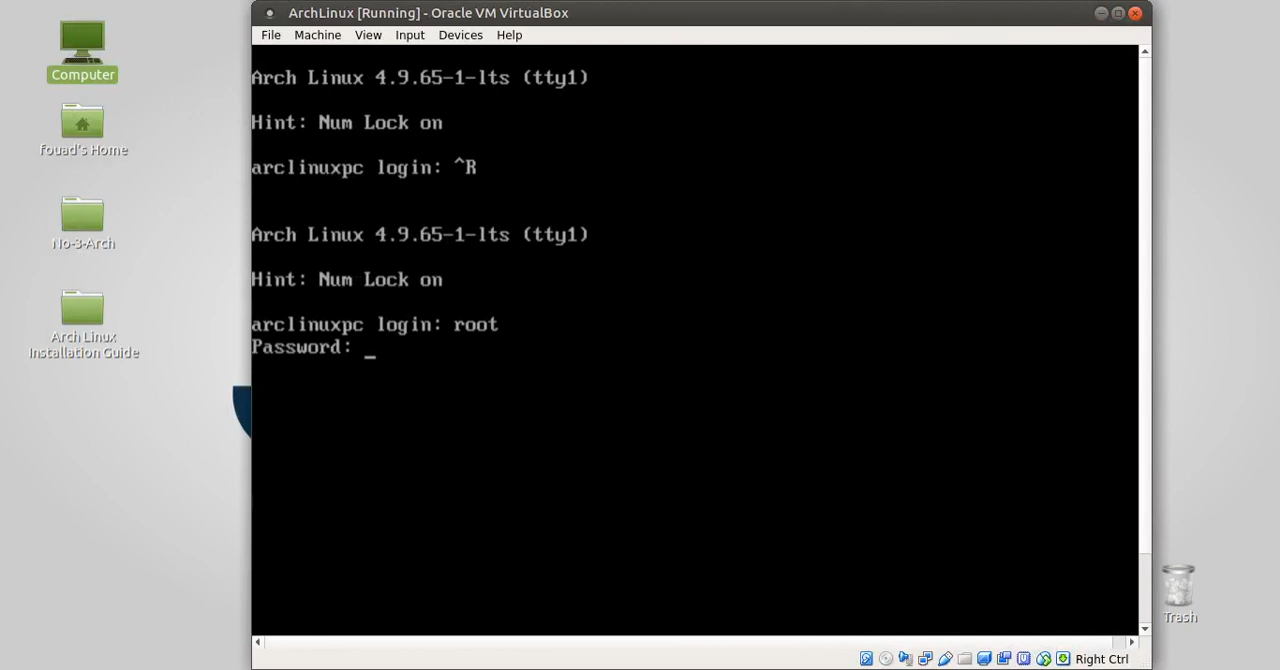 ArchLinux [Running] - Oracle VM VirtualBox
File Machine View Input Devices Help
Computer
fouad's Home
No-3-Arch
Arch Linux
Installation Guide
Arch Linux 4.9.65-1-lts (tty1)
Hint: Num Lock on
arclinuxpc login: ^R
Arch Linux 4.9.65-1-lts (tty1)
Hint: Num Lock on
arclinuxpc login: root
Password: _
Trash
Right Ctrl